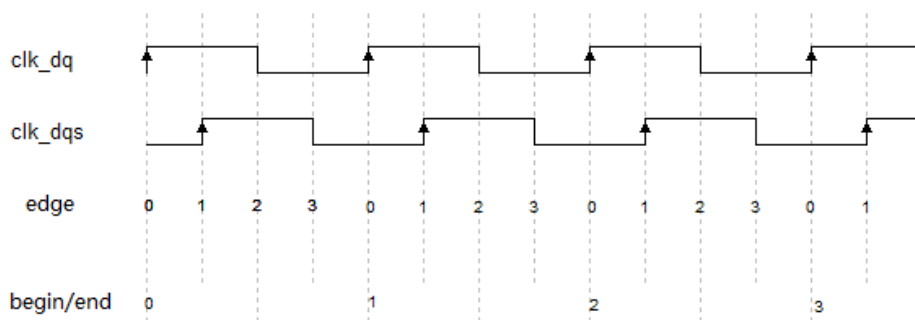 clk_dq
clk_dqs
edge 0 1 2 3 0 1 2 3 0 1 2 3 0 1
begin/end 0 1 2 3